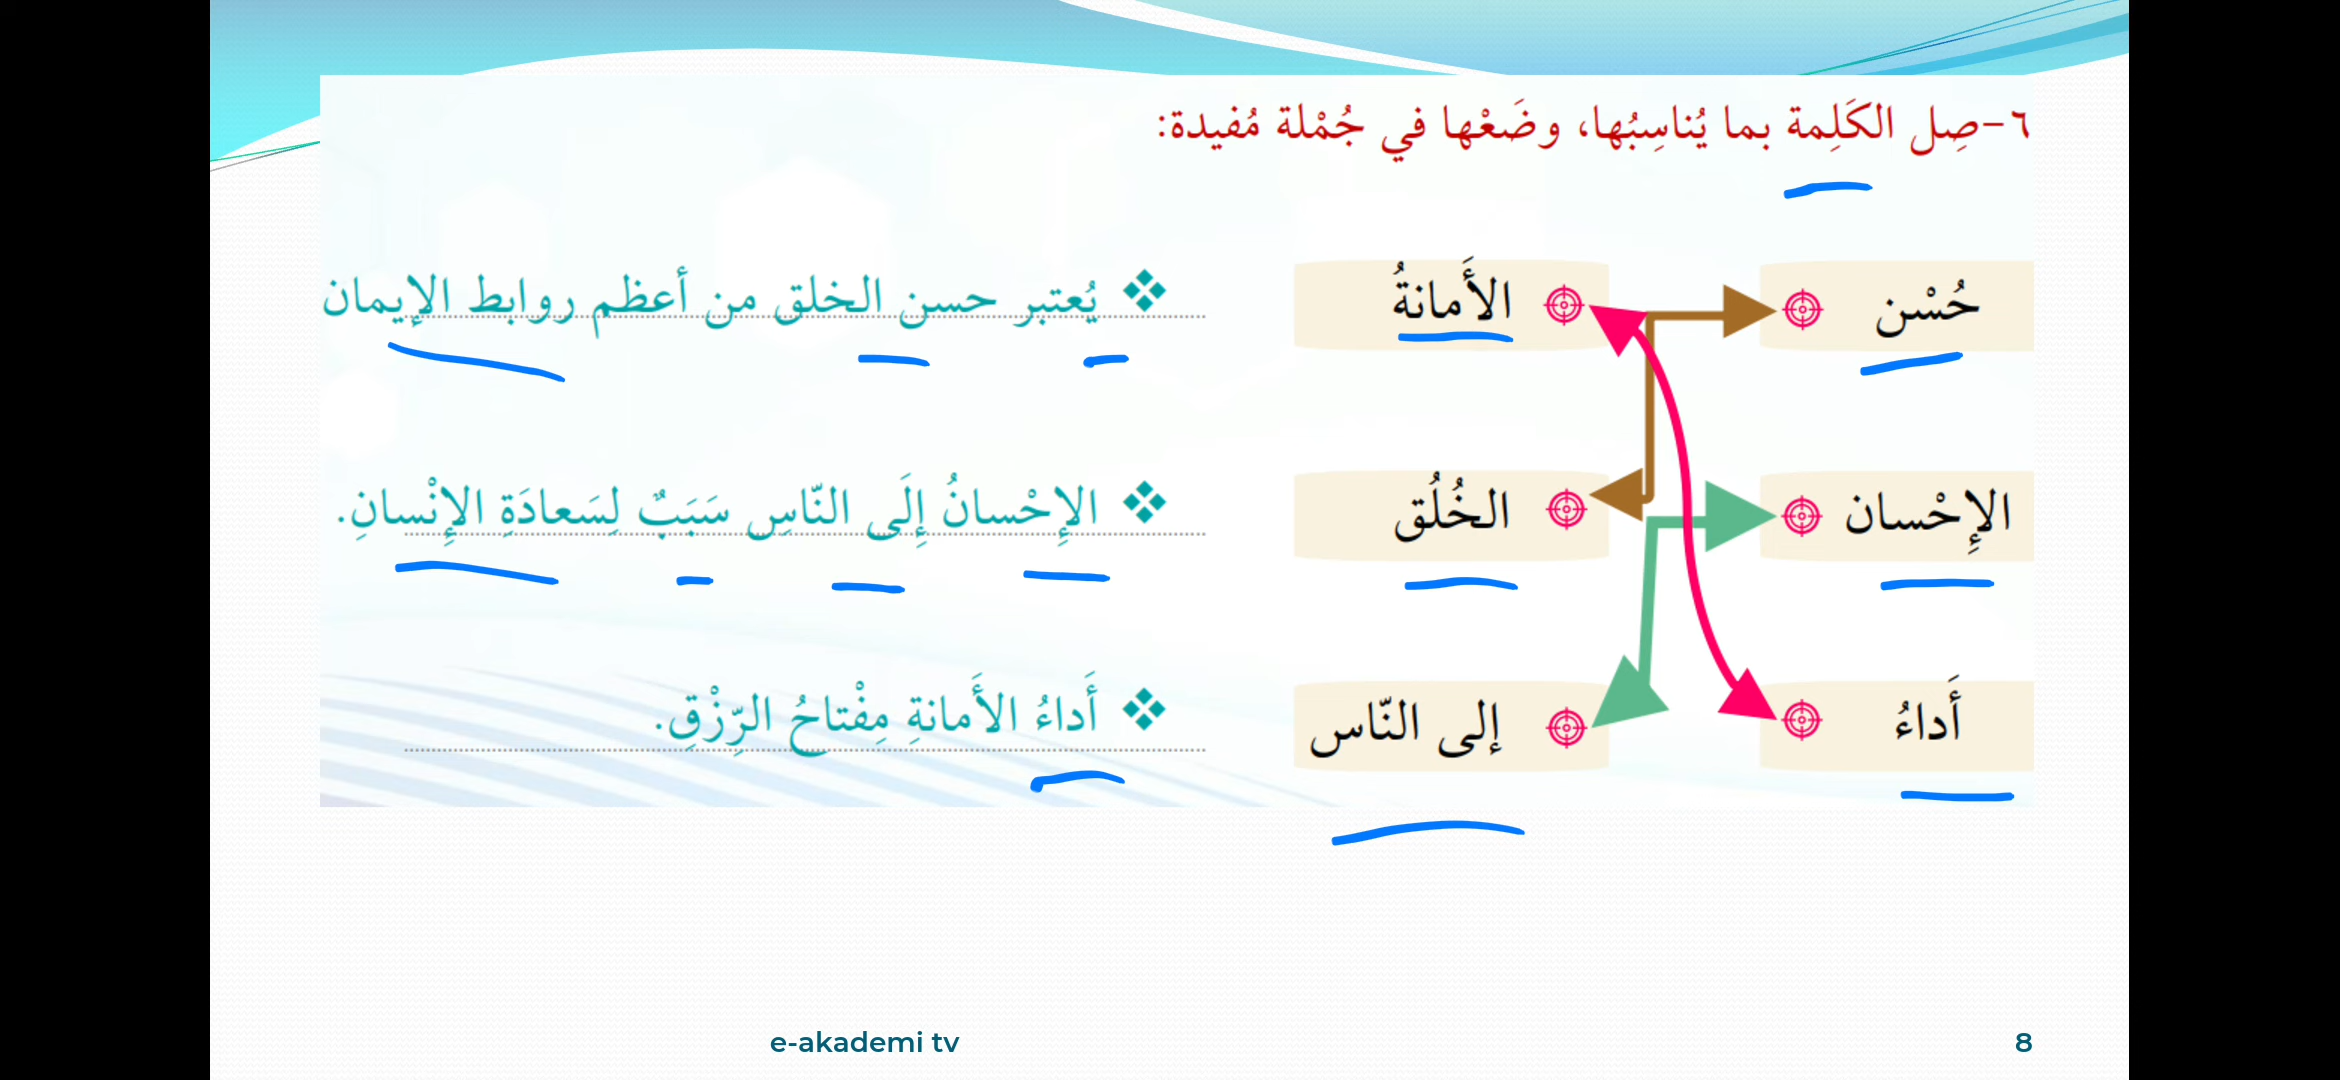 ٦-صِل الكَلِمة بما يُناسِبُها، وضَعْها في جُمْلة مُفيدة:
حُسْن
الأَمانةُ
يُعتبر حسن الخلق من أعظم روابط الإيمان
الإِحْسان
الخُلُق
الإِحْسانُ إِلَى النّاسِ سَبَبٌ لِسَعادَةِ الإِنْسانِ.
أَداءُ
إلى النّاس
أَداءُ الأَمانةِ مِفْتاحُ الرِّزْقِ.
e-akademi tv
8